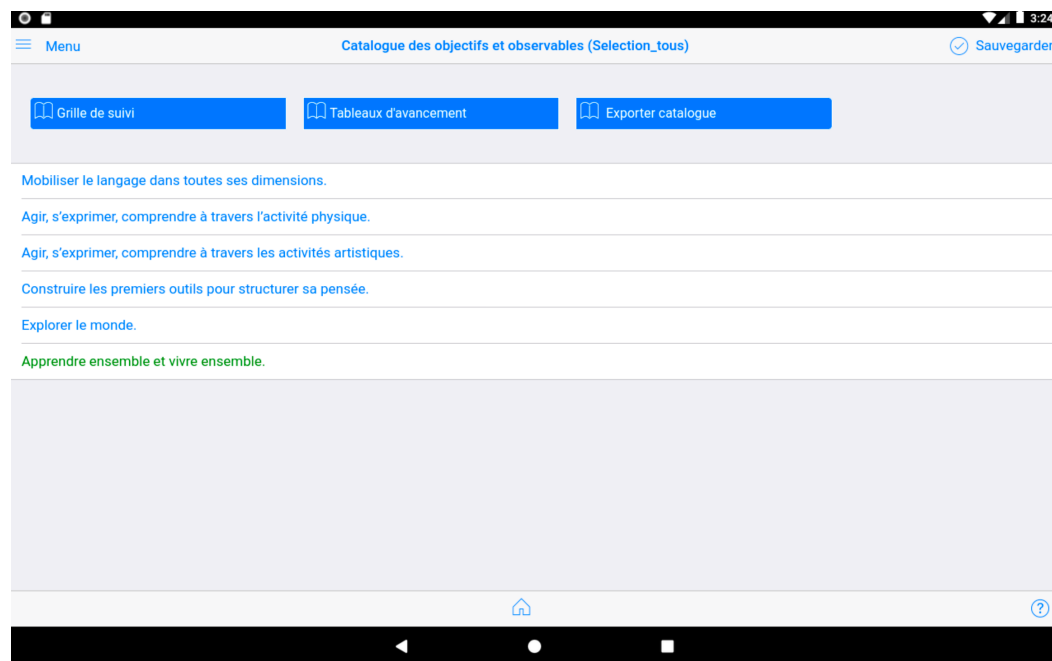 3:24
Menu
Catalogue des objectifs et observables (Selection_tous)
Sauvegarder
Grille de suivi
Tableaux d'avancement
Exporter catalogue
Mobiliser le langage dans toutes ses dimensions.
Agir, s’exprimer, comprendre à travers l’activité physique.
Agir, s’exprimer, comprendre à travers les activités artistiques.
Construire les premiers outils pour structurer sa pensée.
Explorer le monde.
Apprendre ensemble et vivre ensemble.
?